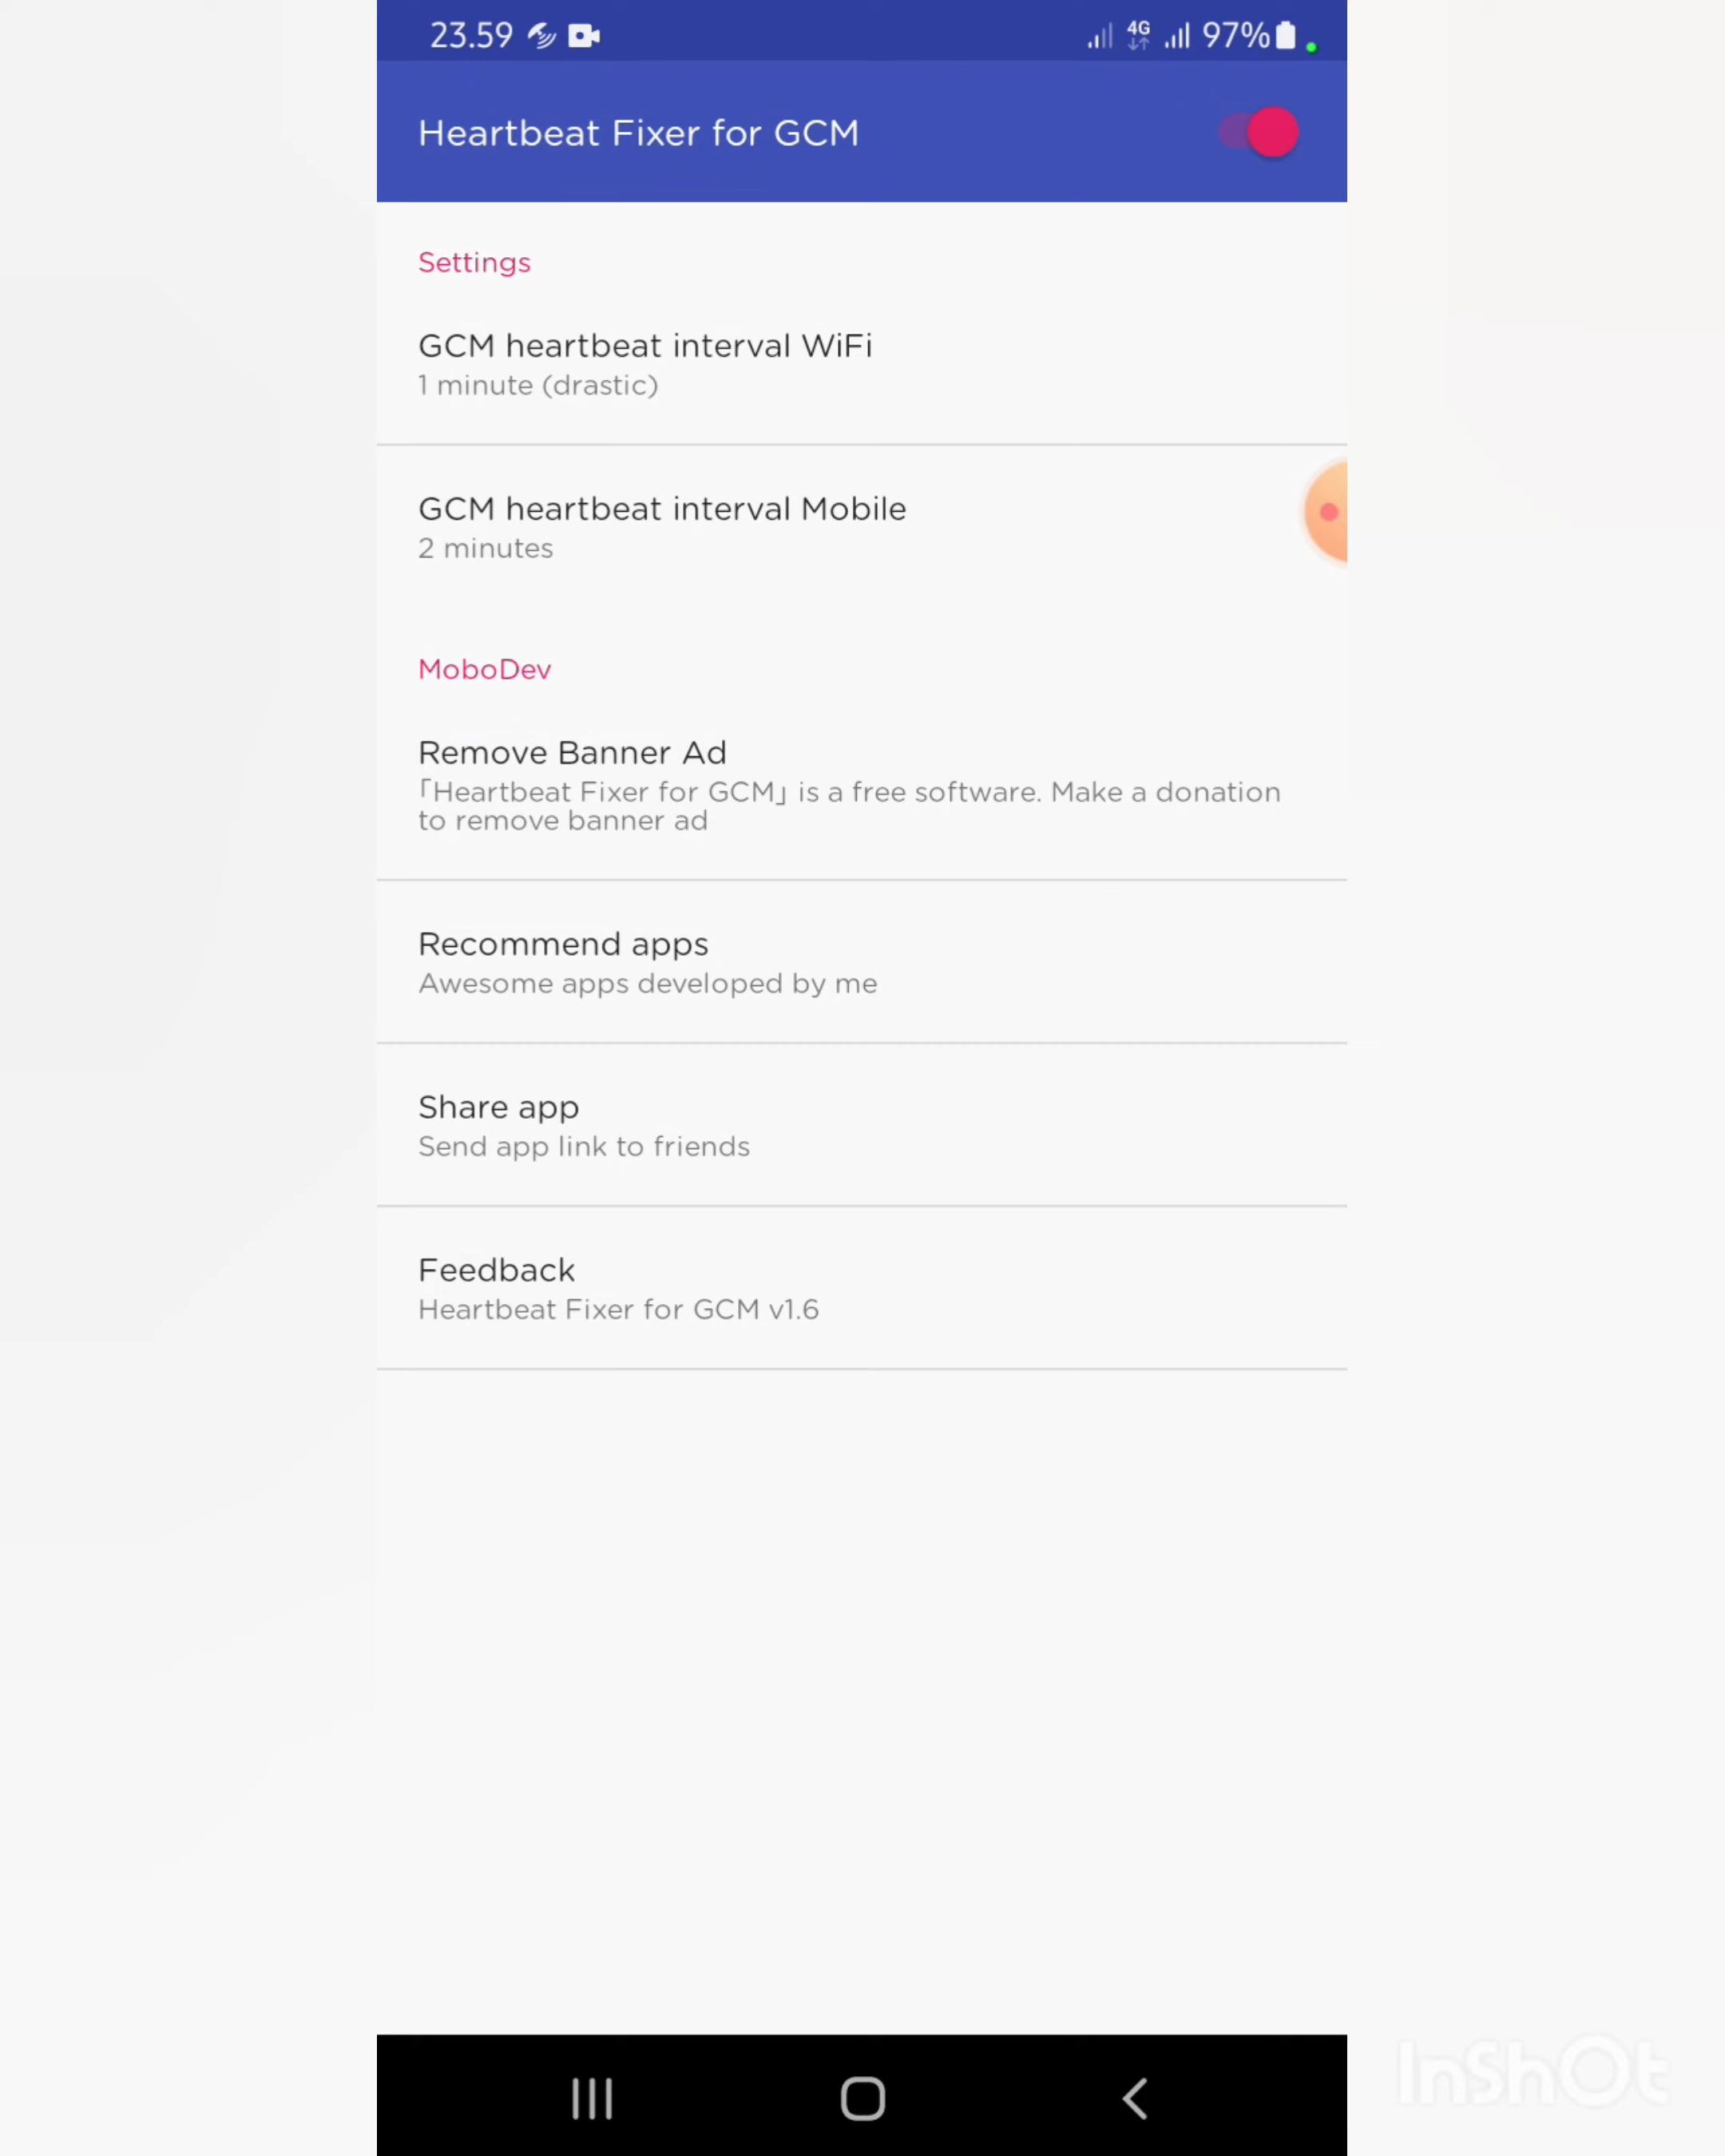 23.59
4G
97%
Heartbeat Fixer for GCM
Settings
GCM heartbeat interval WiFi
1 minute (drastic)
GCM heartbeat interval Mobile
2 minutes
MoboDev
Remove Banner Ad
「Heartbeat Fixer for GCM」 is a free software. Make a donation
to remove banner ad
Recommend apps
Awesome apps developed by me
Share app
Send app link to friends
Feedback
Heartbeat Fixer for GCM v1.6
InShOt